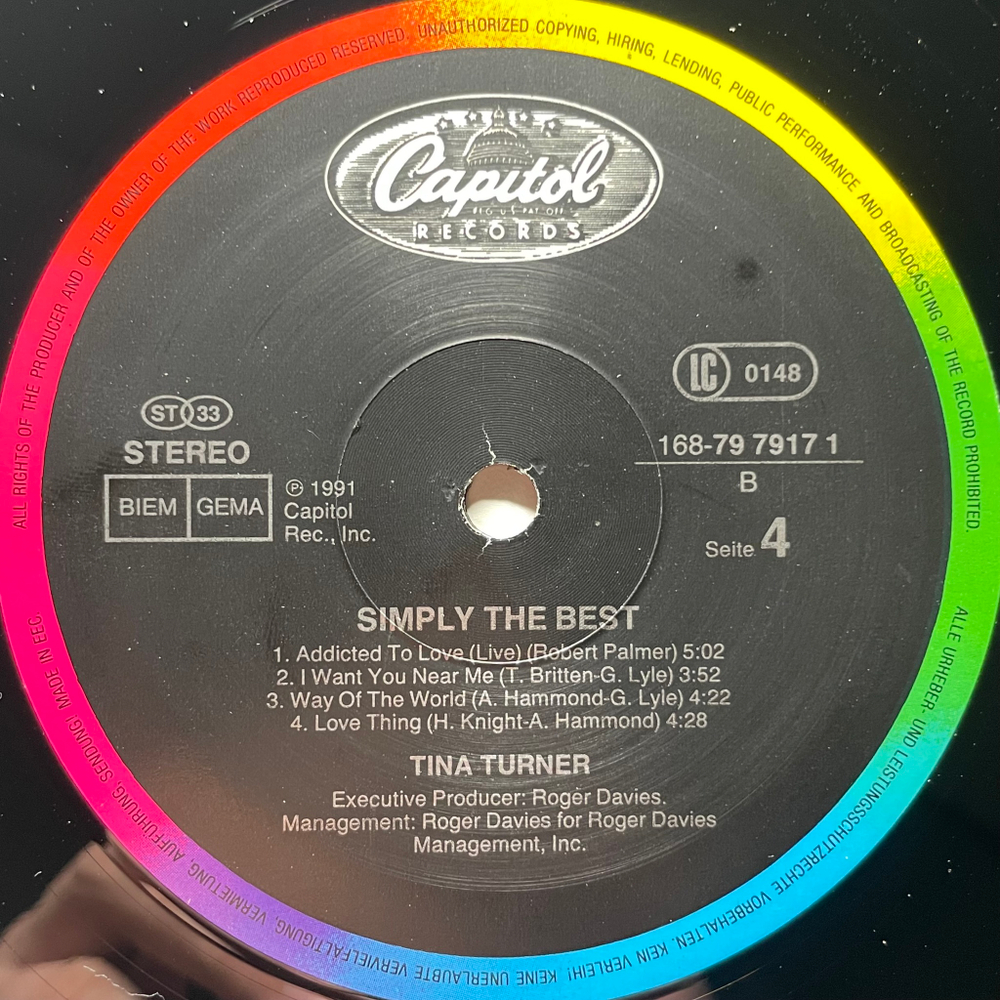 ALL RIGHTS OF THE PRODUCER AND OF THE OWNER OF THE WORK REPRODUCED RESERVED. UNAUTHORIZED COPYING, HIRING, LENDING, PUBLIC PERFORMANCE AND BROADCASTING OF THE RECORD PROHIBITED.
Capitol
REG. U.S. PAT. OFF.
RECORDS
LC 0148
ST 33
STEREO
BIEM GEMA
℗ 1991
Capitol
Rec., Inc.
168-79 7917 1
B
Seite 4
SIMPLY THE BEST
1. Addicted To Love (Live) (Robert Palmer) 5:02
2. I Want You Near Me (T. Britten-G. Lyle) 3:52
3. Way Of The World (A. Hammond-G. Lyle) 4:22
4. Love Thing (H. Knight-A. Hammond) 4:28
TINA TURNER
Executive Producer: Roger Davies.
Management: Roger Davies for Roger Davies
Management, Inc.
ALLE URHEBER- UND LEISTUNGSSCHUTZRECHTE VORBEHALTEN. KEIN VERLEIH! KEINE UNERLAUBTE VERVIELFÄLTIGUNG, VERMIETUNG, AUFFÜHRUNG, SENDUNG! MADE IN EEC